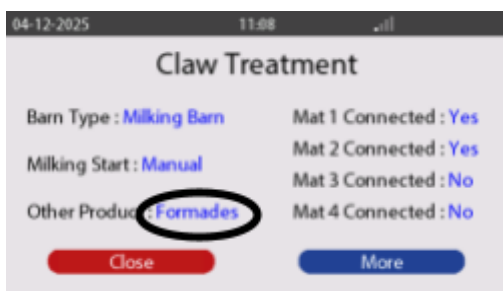 04-12-2025 11:08
Claw Treatment
Barn Type : Milking Barn
Milking Start : Manual
Other Product : Formades
Mat 1 Connected : Yes
Mat 2 Connected : Yes
Mat 3 Connected : No
Mat 4 Connected : No
Close
More